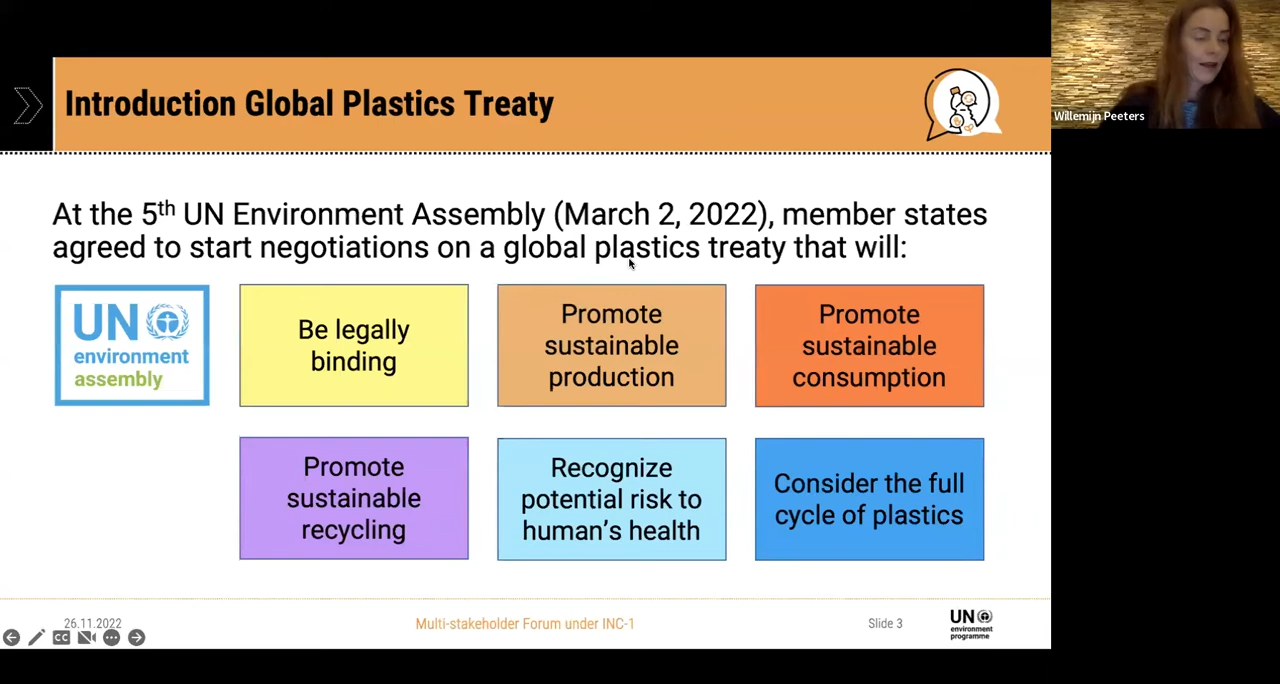 Introduction Global Plastics Treaty
Willemijn Peeters
At the 5th UN Environment Assembly (March 2, 2022), member states
agreed to start negotiations on a global plastics treaty that will:
UN
environment
assembly
Be legally
binding
Promote
sustainable
production
Promote
sustainable
consumption
Promote
sustainable
recycling
Recognize
potential risk to
human’s health
Consider the full
cycle of plastics
26.11.2022
Multi-stakeholder Forum under INC-1
Slide 3
UN
environment
programme
CC